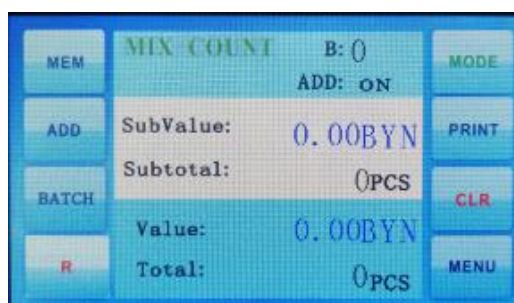 MEM
MIX COUNT
B: 0
MODE
ADD: ON
ADD
SubValue:
0.00BYN
PRINT
Subtotal:
0PCS
BATCH
CLR
Value:
0.00BYN
R
Total:
0PCS
MENU